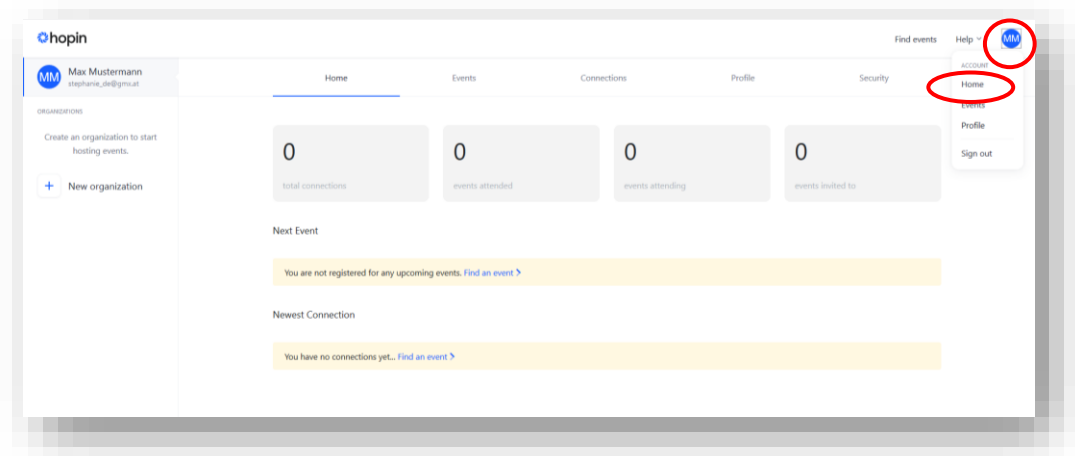 hopin
Find events
Help
MM
MM
Max Mustermann
stephanie_de@gmx.at
ORGANIZATIONS
Create an organization to start
hosting events.
+ New organization
Home
Events
Connections
Profile
Security
ACCOUNT
Home
Events
Profile
Sign out
0
total connections
0
events attended
0
events attending
0
events invited to
Next Event
You are not registered for any upcoming events. Find an event
Newest Connection
You have no connections yet... Find an event